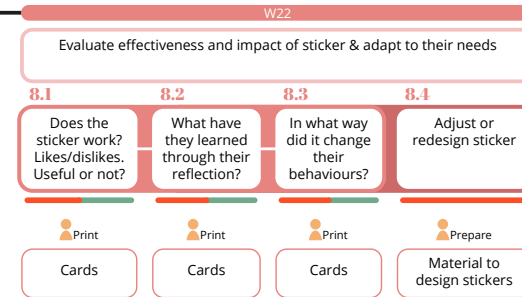 W22
Evaluate effectiveness and impact of sticker & adapt to their needs
8.1
8.2
8.3
8.4
Does the
sticker work?
Likes/dislikes.
Useful or not?
What have
they learned
through their
reflection?
In what way
did it change
their
behaviours?
Adjust or
redesign sticker
Print
Print
Print
Prepare
Cards
Cards
Cards
Material to
design stickers